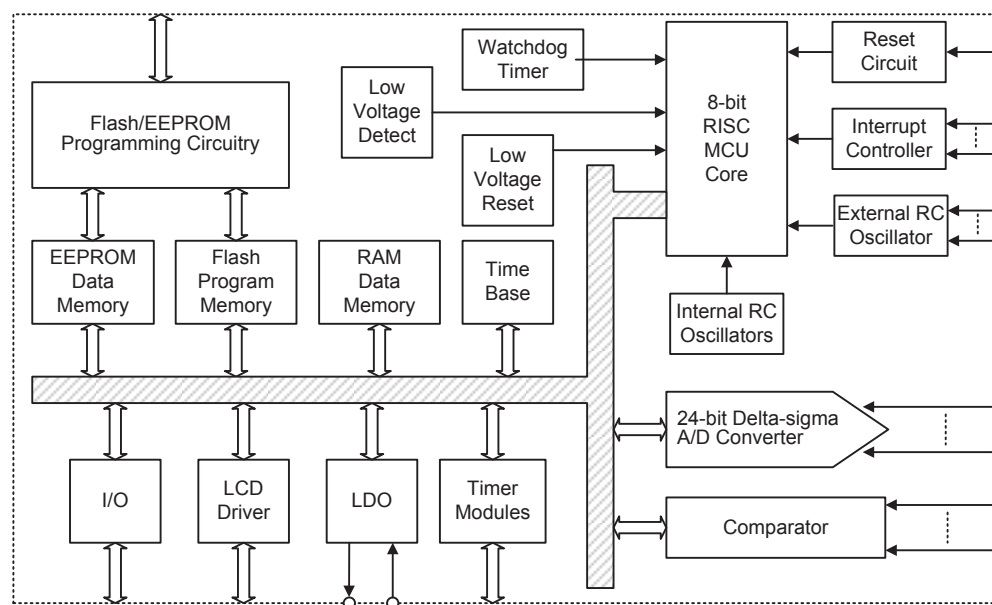 Watchdog
Timer
Reset
Circuit
Flash/EEPROM
Programming Circuitry
Low
Voltage
Detect
8-bit
RISC
MCU
Core
Interrupt
Controller
Low
Voltage
Reset
External RC
Oscillator
EEPROM
Data
Memory
Flash
Program
Memory
RAM
Data
Memory
Time
Base
Internal RC
Oscillators
24-bit Delta-sigma
A/D Converter
I/O
LCD
Driver
LDO
Timer
Modules
Comparator